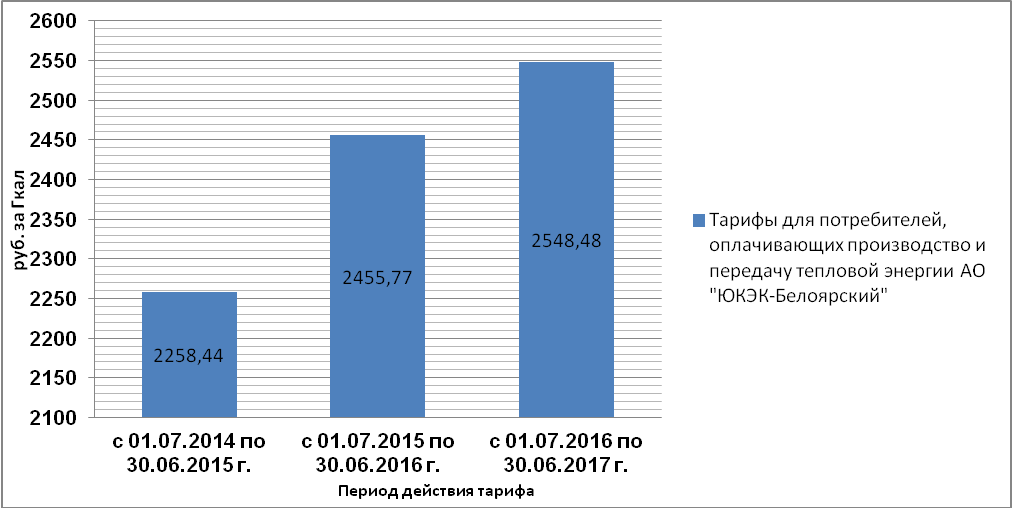 2600
2550
2500
2450
2400
2350
2300
2250
2200
2150
2100
руб. за Гкал
2258,44
2455,77
2548,48
с 01.07.2014 по
30.06.2015 г.
с 01.07.2015 по
30.06.2016 г.
с 01.07.2016 по
30.06.2017 г.
Период действия тарифа
Тарифы для потребителей,
оплачивающих производство и
передачу тепловой энергии АО
"ЮКЭК-Белоярский"